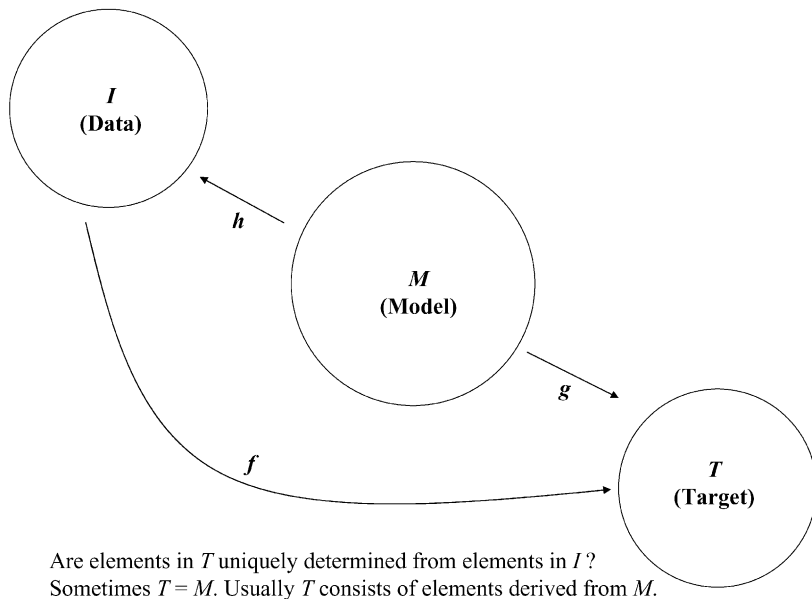 I
(Data)
h
M
(Model)
g
f
T
(Target)
Are elements in T uniquely determined from elements in I ?
Sometimes T = M. Usually T consists of elements derived from M.